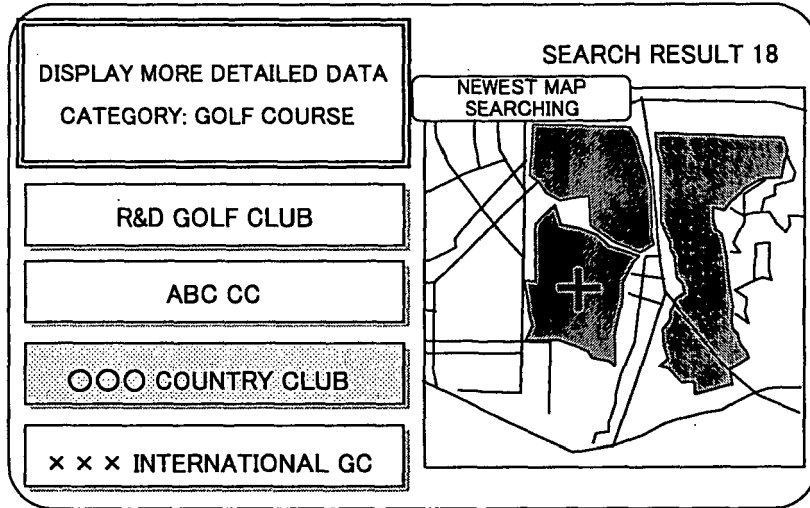 DISPLAY MORE DETAILED DATA
CATEGORY: GOLF COURSE
SEARCH RESULT 18
NEWEST MAP
SEARCHING
R&D GOLF CLUB
ABC CC
○○○ COUNTRY CLUB
× × × INTERNATIONAL GC